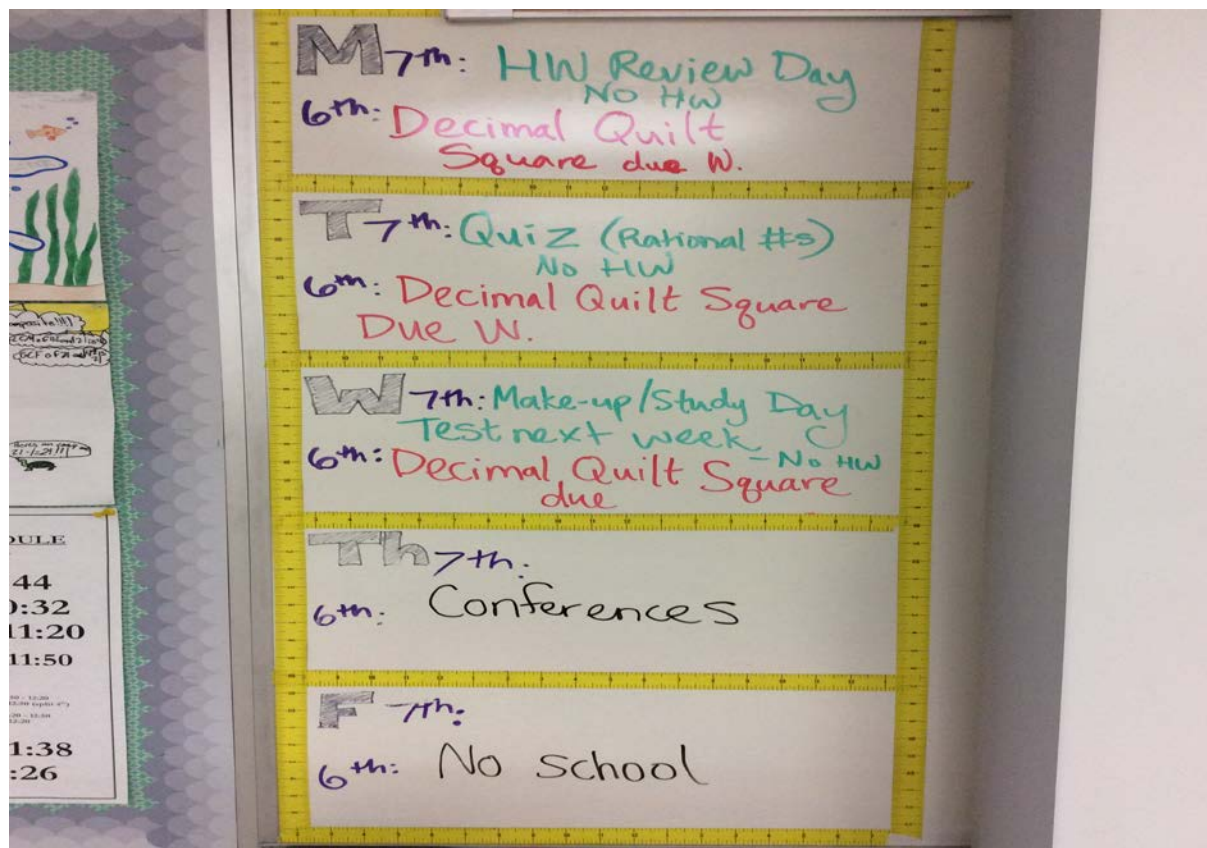 M 7th: HW Review Day
No HW
6th: Decimal Quilt
Square due W.
T 7th: Quiz (Rational #s)
No HW
6th: Decimal Quilt Square
Due W.
W 7th: Make-up/Study Day
Test next week
- No HW
6th: Decimal Quilt Square
due
Th 7th:
6th: Conferences
F 7th:
6th: No school
DULE
44
:32
11:20
11:50
1:38
:26